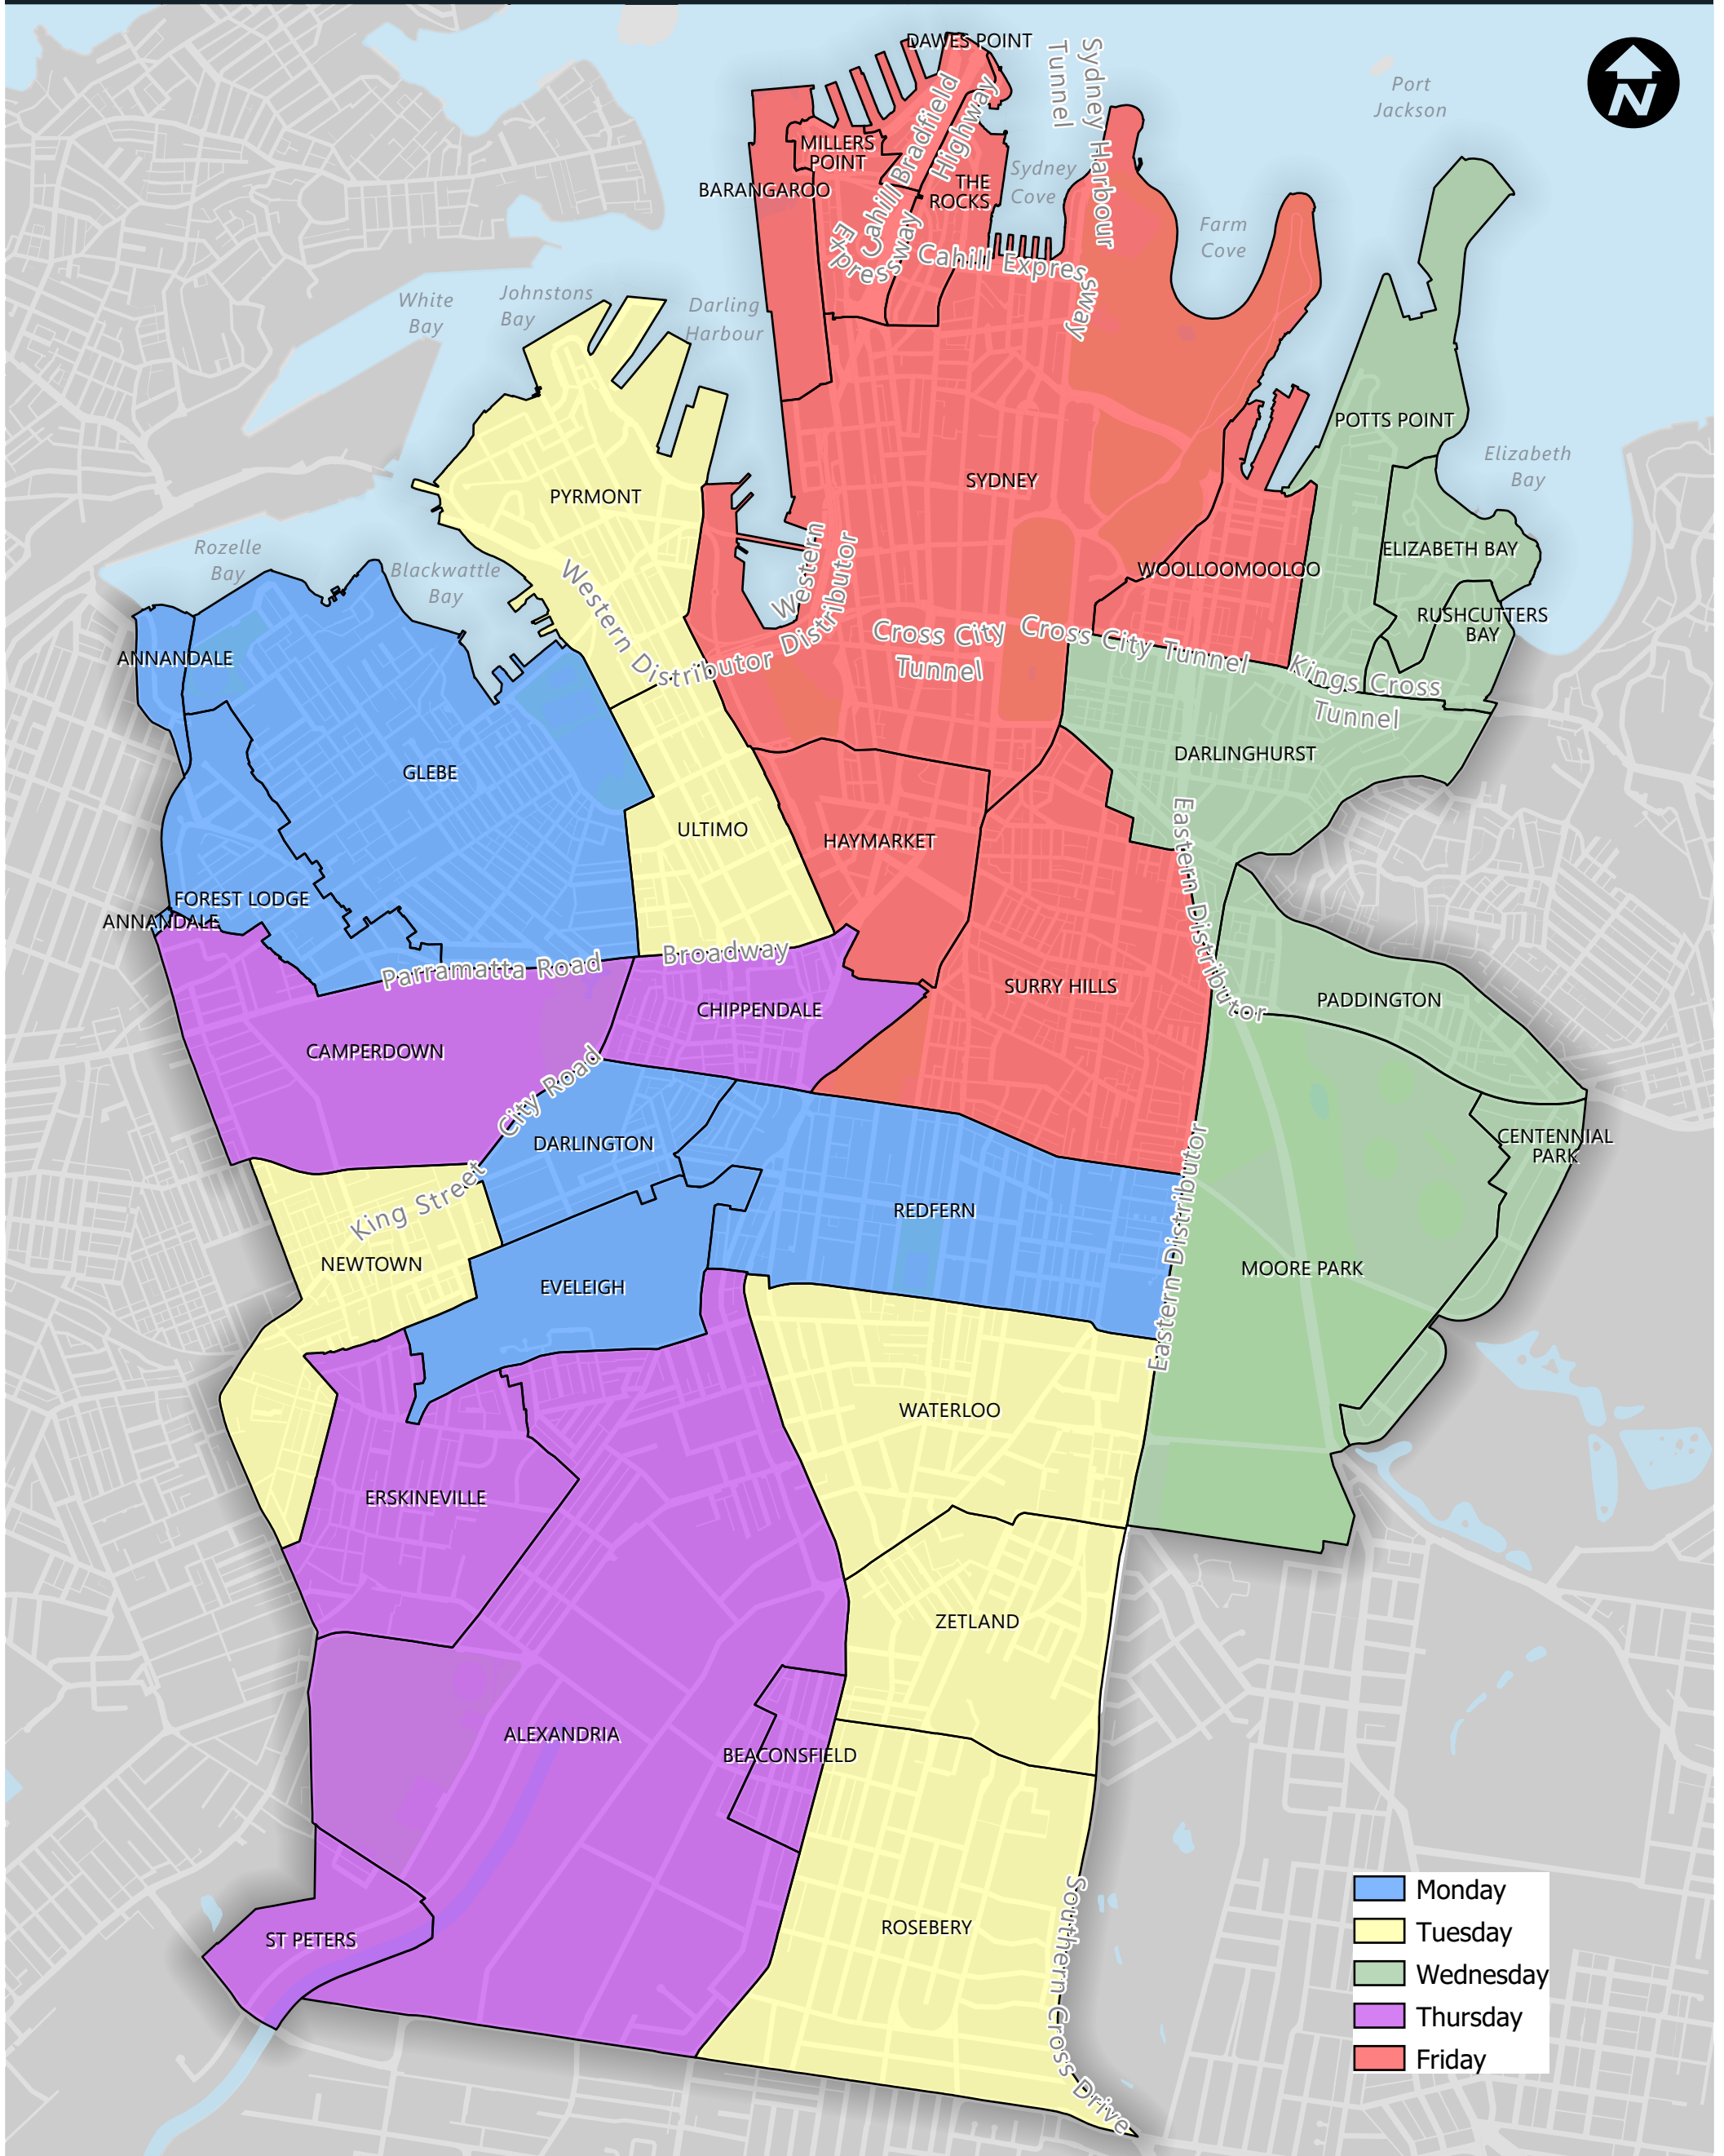 DAWES POINT
Sydney Harbour
Tunnel
Port
Jackson
N
MILLERS
POINT
Cahill Bradfield
Highway
BARANGAROO
THE
ROCKS
Sydney
Cove
Farm
Cove
Expressway
Cahill Expressway
White
Bay
Johnstons
Bay
Darling
Harbour
POTTS POINT
Elizabeth
Bay
SYDNEY
PYRMONT
Rozelle
Bay
Blackwattle
Bay
Western
Distributor
Western Distributor
ELIZABETH BAY
WOOLLOOMOOLOO
RUSHCUTTERS
BAY
Cross City
Tunnel
Cross City Tunnel
Kings Cross
Tunnel
ANNANDALE
DARLINGHURST
GLEBE
ULTIMO
HAYMARKET
Eastern Distributor
FOREST LODGE
ANNANDALE
Parramatta Road
Broadway
SURRY HILLS
PADDINGTON
CHIPPENDALE
CAMPERDOWN
City Road
DARLINGTON
CENTENNIAL
PARK
King Street
REDFERN
Eastern Distributor
NEWTOWN
EVELEIGH
MOORE PARK
WATERLOO
ERSKINEVILLE
ZETLAND
ALEXANDRIA
BEACONSFIELD
ROSEBERY
ST PETERS
Southern Cross Drive
Monday
Tuesday
Wednesday
Thursday
Friday